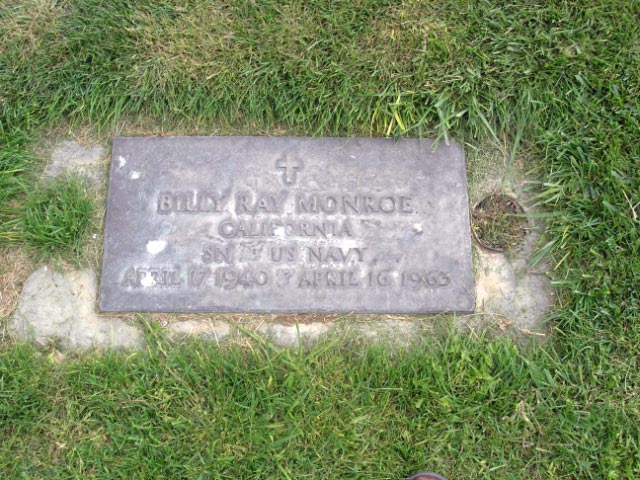 BILLY RAY MONROE
CALIFORNIA
SN US NAVY
APRIL 17 1940 APRIL 16 1963